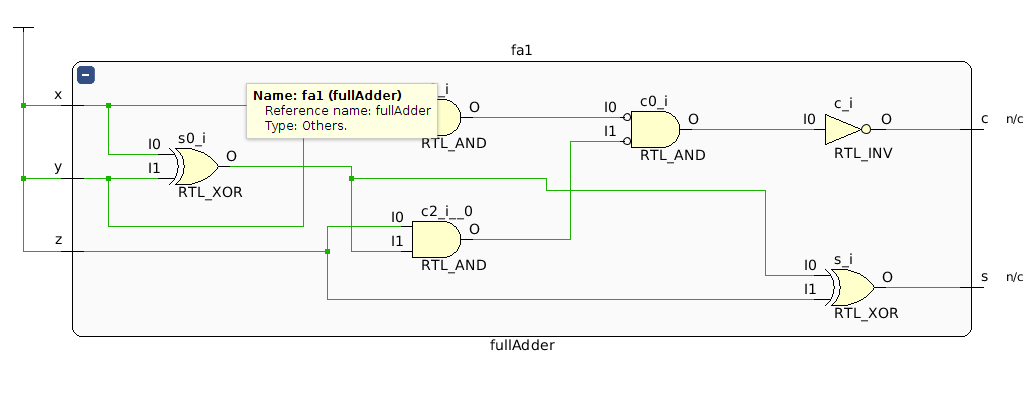 fa1
Name: fa1 (fullAdder)
Reference name: fullAdder
Type: Others.
_i
x
O
RTL_AND
I0
I1
c0_i
O
RTL_AND
I0
c_i
O
RTL_INV
c
n/c
y
I0
I1
s0_i
O
RTL_XOR
z
I0
I1
c2_i__0
O
RTL_AND
I0
I1
s_i
O
RTL_XOR
s
n/c
fullAdder